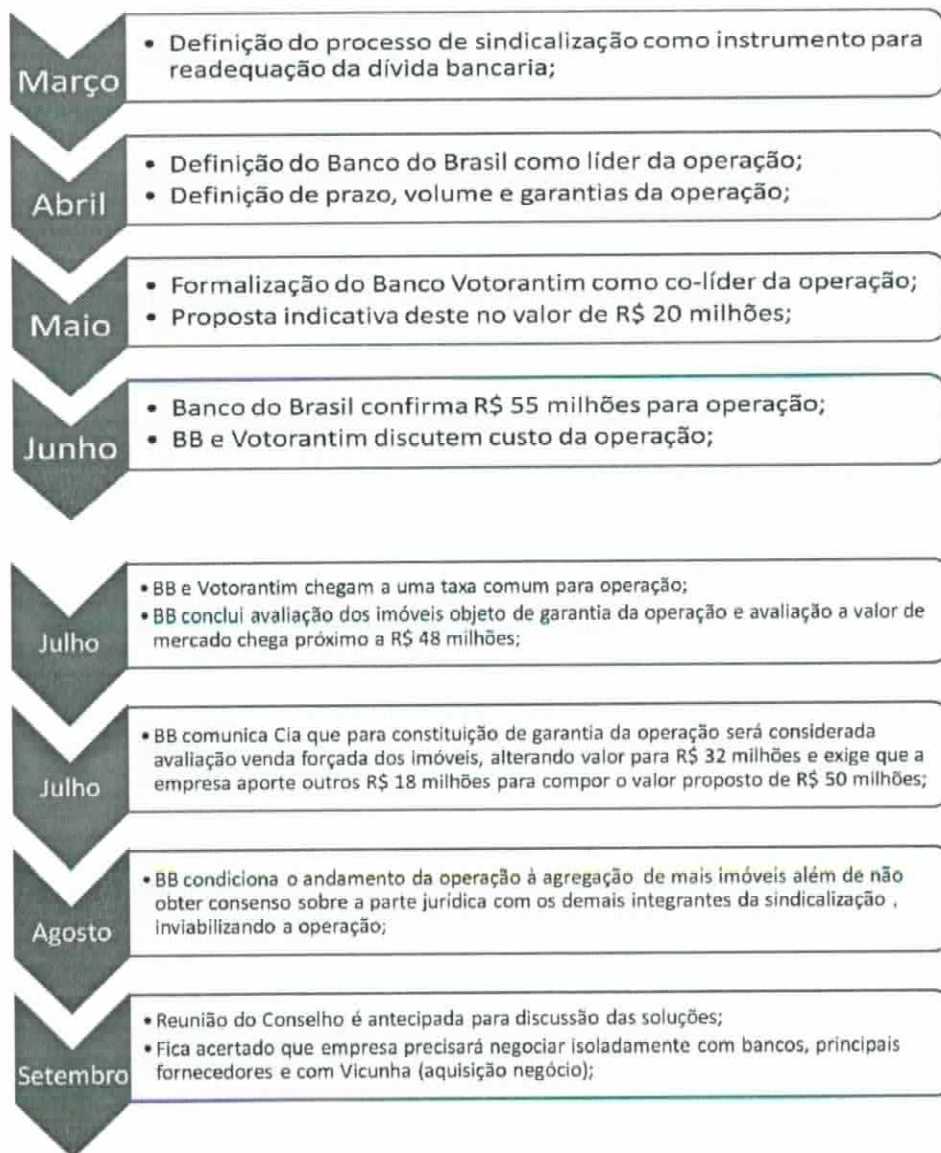 Março
• Definição do processo de sindicalização como instrumento para
readequação da dívida bancaria;
Abril
• Definição do Banco do Brasil como líder da operação;
• Definição de prazo, volume e garantias da operação;
Maio
• Formalização do Banco Votorantim como co-líder da operação;
• Proposta indicativa deste no valor de R$ 20 milhões;
Junho
• Banco do Brasil confirma R$ 55 milhões para operação;
• BB e Votorantim discutem custo da operação;
Julho
• BB e Votorantim chegam a uma taxa comum para operação;
• BB conclui avaliação dos imóveis objeto de garantia da operação e avaliação a valor de
mercado chega próximo a R$ 48 milhões;
Julho
• BB comunica Cia que para constituição de garantia da operação será considerada
avaliação venda forçada dos imóveis, alterando valor para R$ 32 milhões e exige que a
empresa aporte outros R$ 18 milhões para compor o valor proposto de R$ 50 milhões;
Agosto
• BB condiciona o andamento da operação à agregação de mais imóveis além de não
obter consenso sobre a parte jurídica com os demais integrantes da sindicalização ,
inviabilizando a operação;
Setembro
• Reunião do Conselho é antecipada para discussão das soluções;
• Fica acertado que empresa precisará negociar isoladamente com bancos, principais
fornecedores e com Vicunha (aquisição negócio);